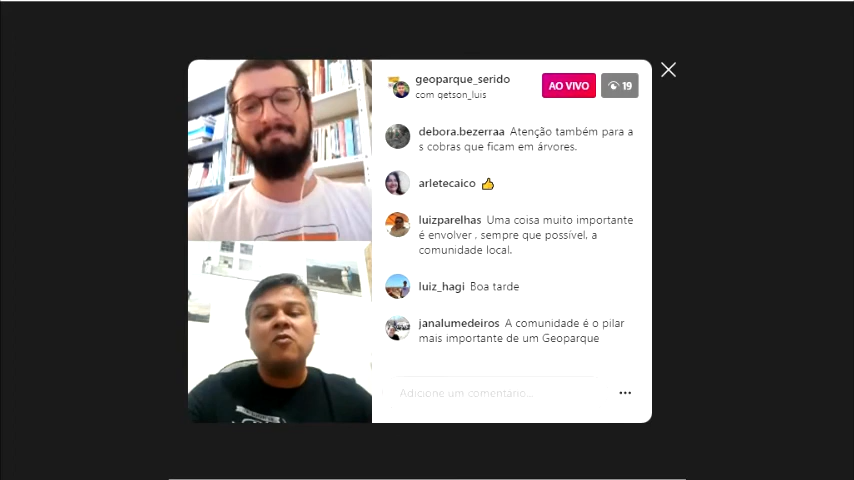 geoparque_serido
com qetson_luis
AO VIVO
19
debora.bezerraa Atenção também para a
s cobras que ficam em árvores.
arletecaico 👍
luizparelhas Uma coisa muito importante
é envolver , sempre que possível, a
comunidade local.
luiz_hagi Boa tarde
janalumedeiros A comunidade é o pilar
mais importante de um Geoparque
Adicione um comentário...